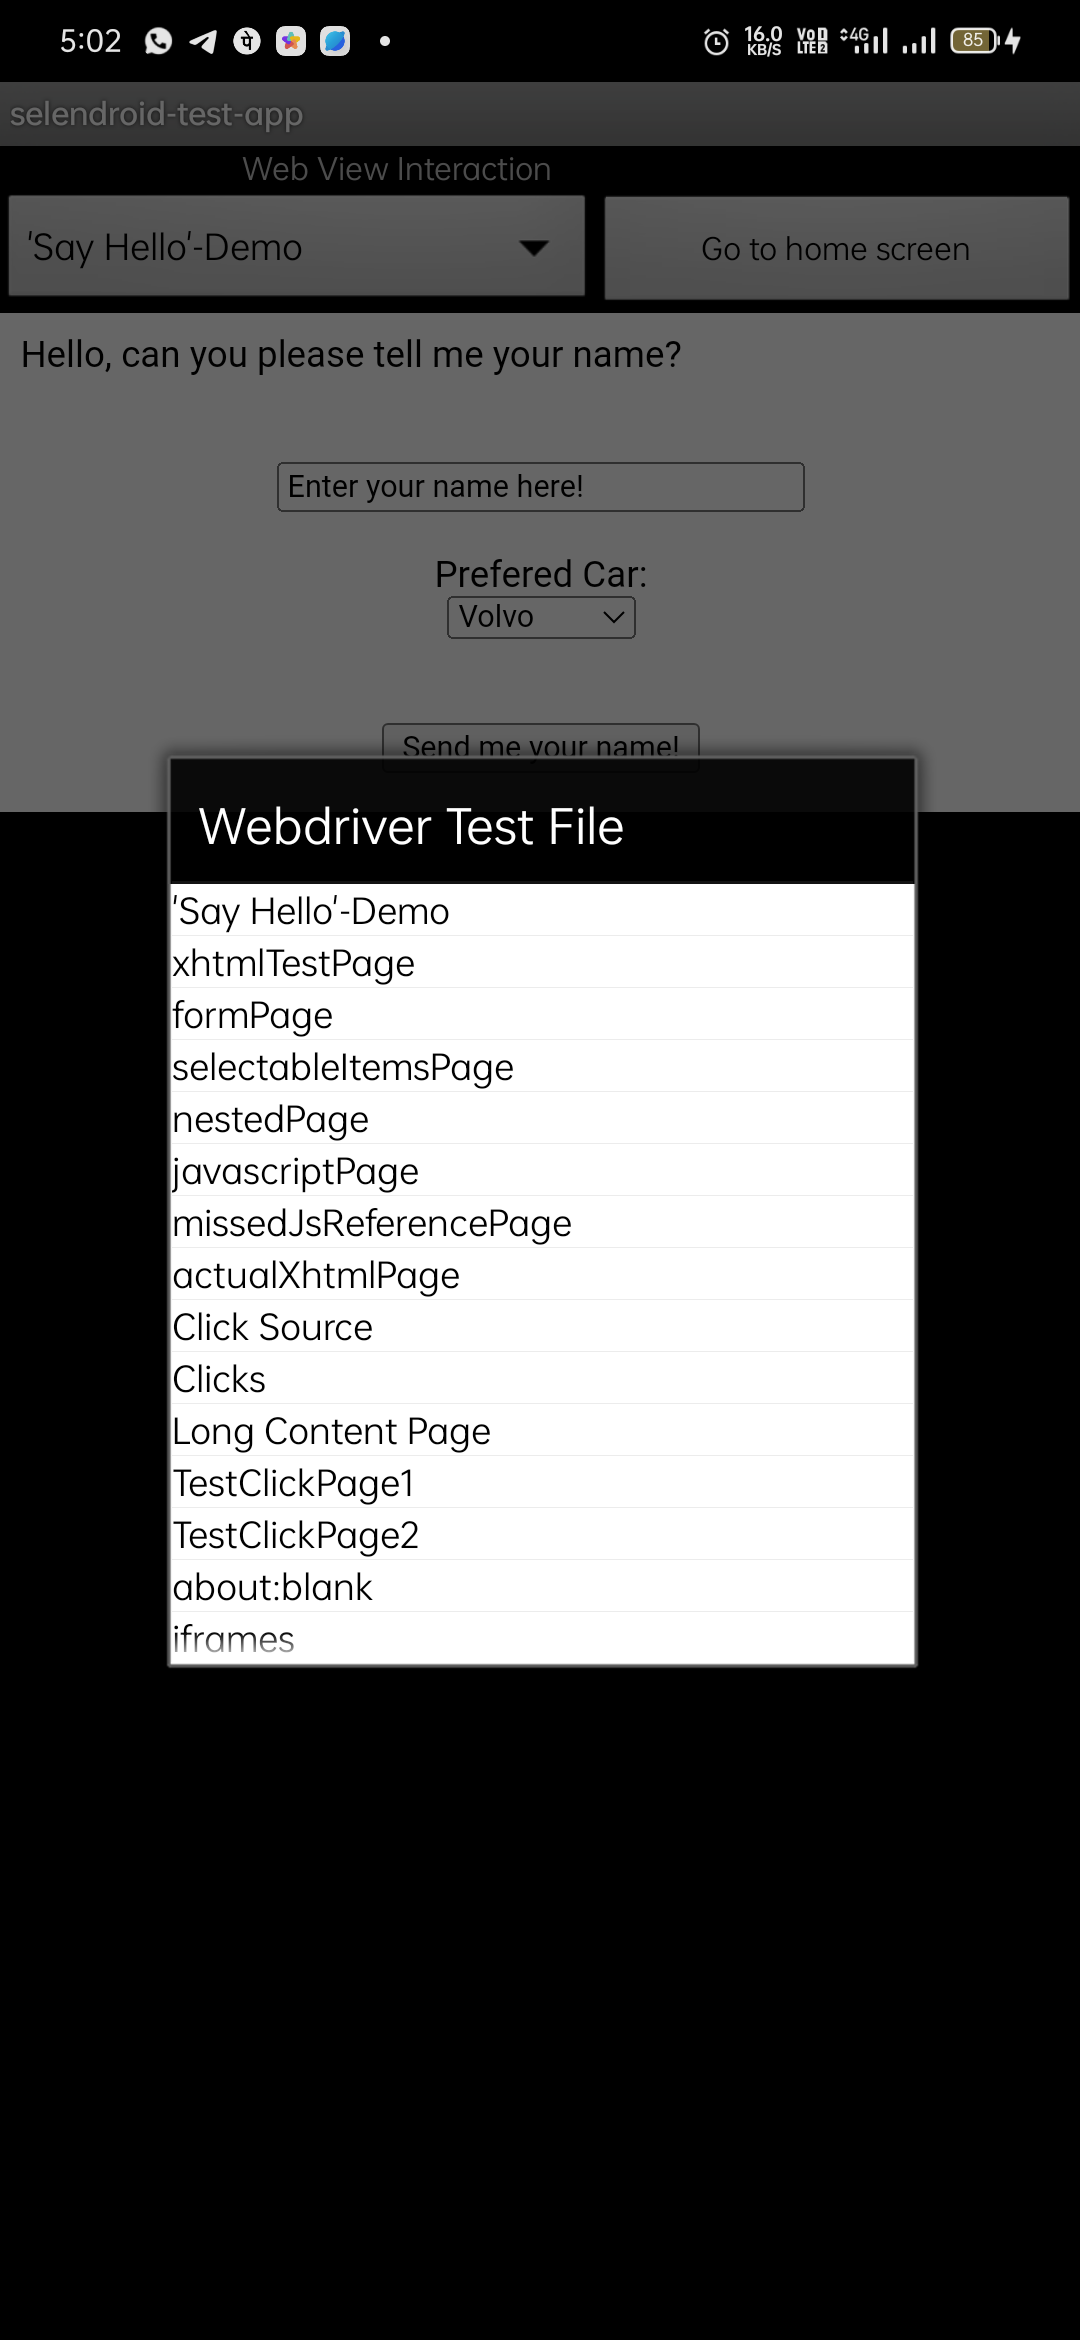 5:02 पे 16.0 KB/S VoD LTE2 4G 85
selendroid-test-app
Web View Interaction
'Say Hello'-Demo Go to home screen
Hello, can you please tell me your name?
Enter your name here!
Prefered Car:
Volvo
Send me your name!
Webdriver Test File
'Say Hello'-Demo
xhtmlTestPage
formPage
selectableItemsPage
nestedPage
javascriptPage
missedJsReferencePage
actualXhtmlPage
Click Source
Clicks
Long Content Page
TestClickPage1
TestClickPage2
about:blank
iframes